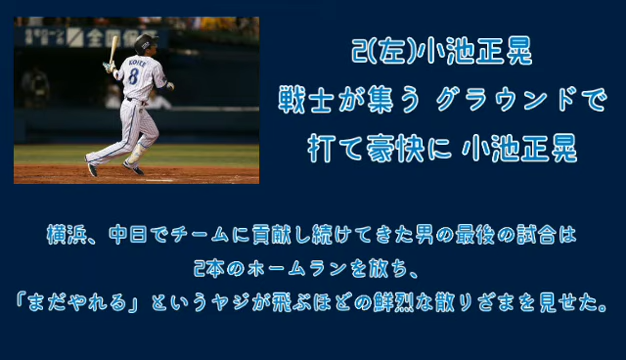 KOIKE
8
2(左)小池正晃
戦士が集う グラウンドで
打て豪快に 小池正晃
横浜、中日でチームに貢献し続けてきた男の最後の試合は
2本のホームランを放ち、
「まだやれる」というヤジが飛ぶほどの鮮烈な散りざまを見せた。